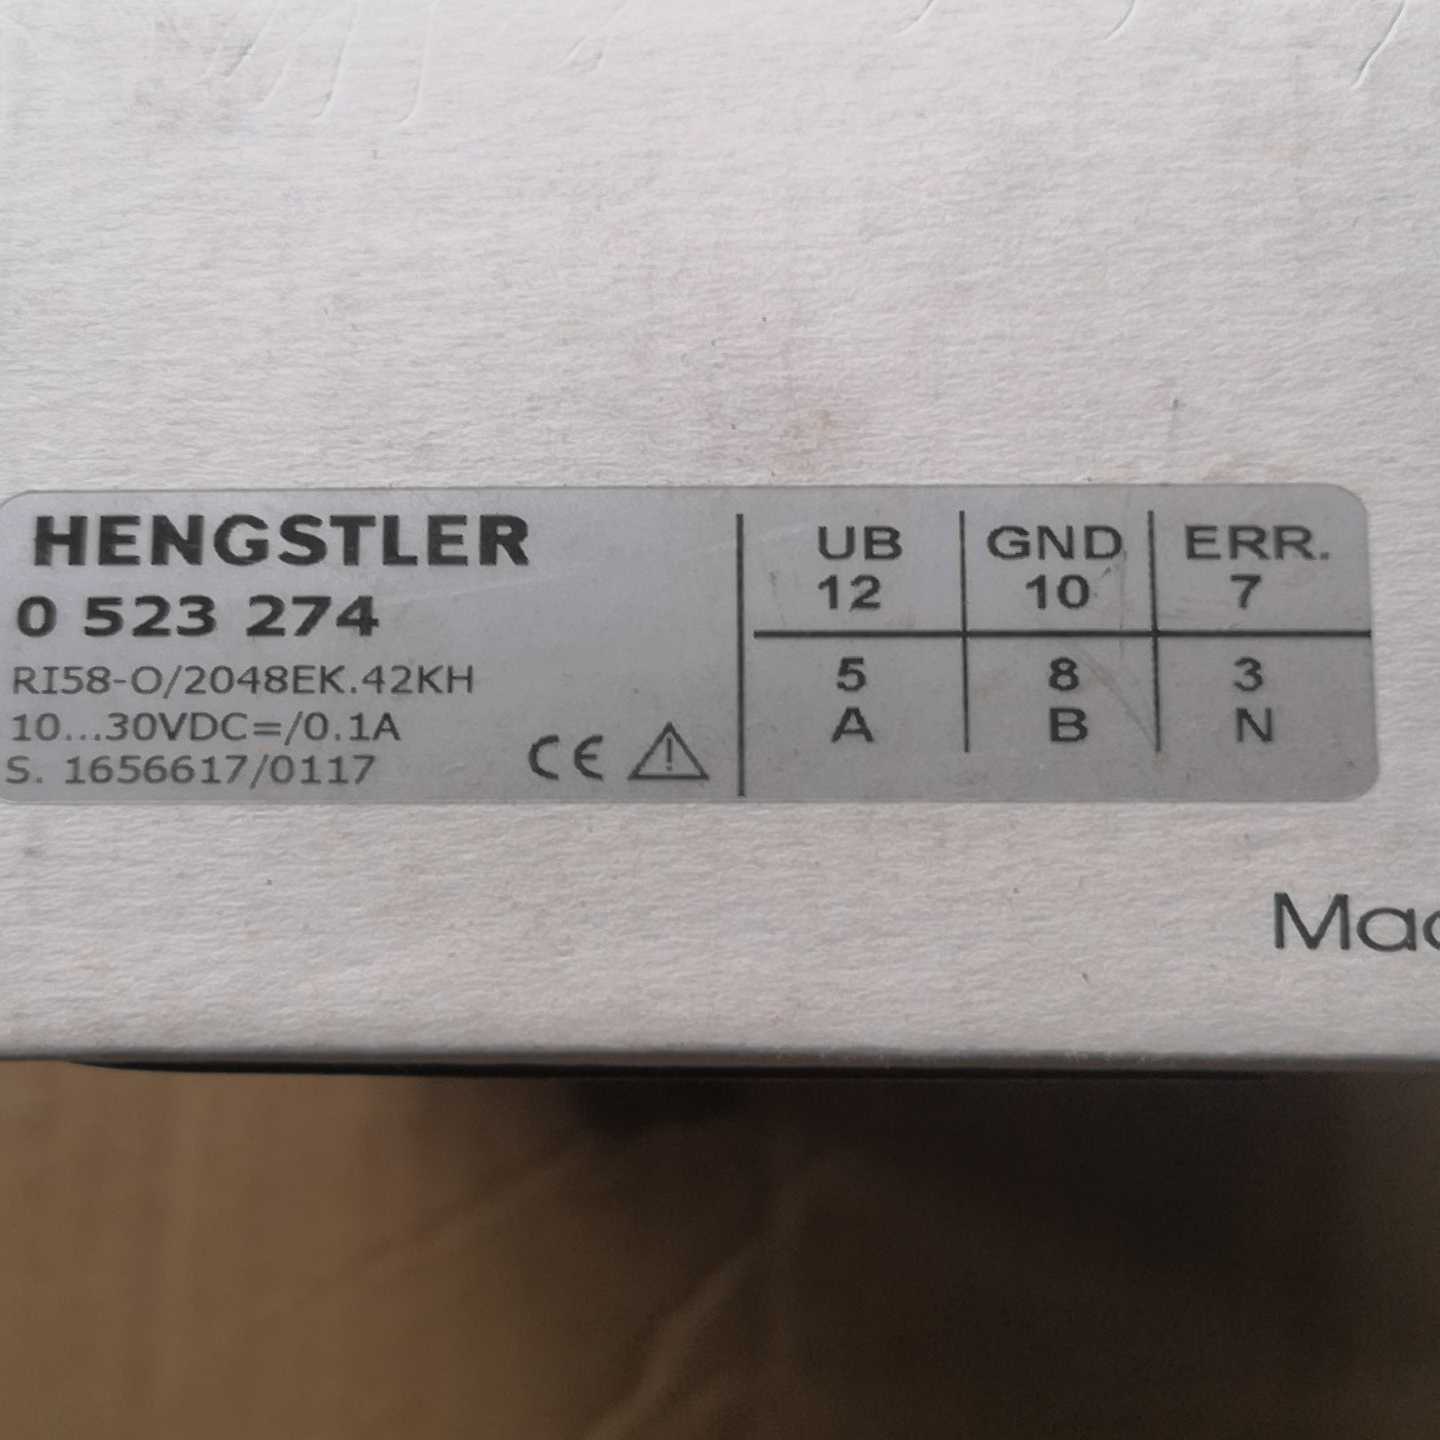 HENGSTLER
0 523 274
RI58-O/2048EK.42KH
10...30VDC=/0.1A
S. 1656617/0117
CE
UB GND ERR.
12 10 7
5 8 3
A B N